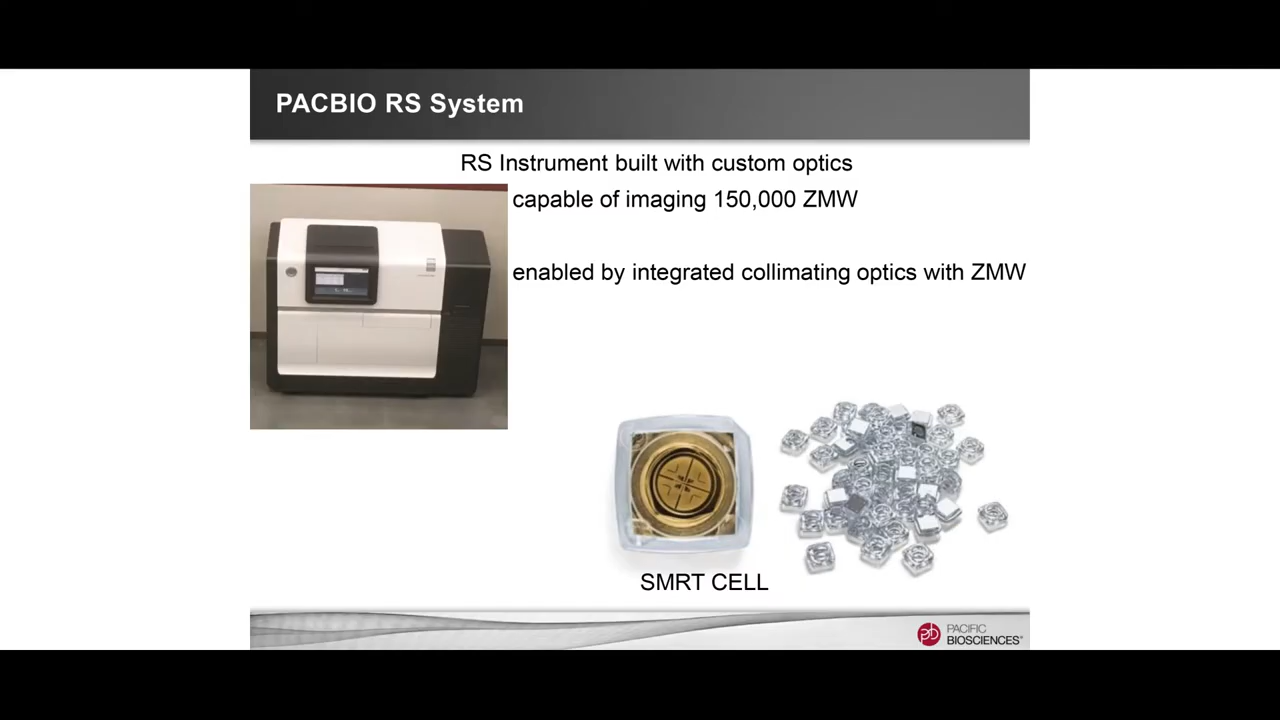 PACBIO RS System
RS Instrument built with custom optics
capable of imaging 150,000 ZMW
enabled by integrated collimating optics with ZMW
SMRT CELL
PACIFIC
BIOSCIENCES®